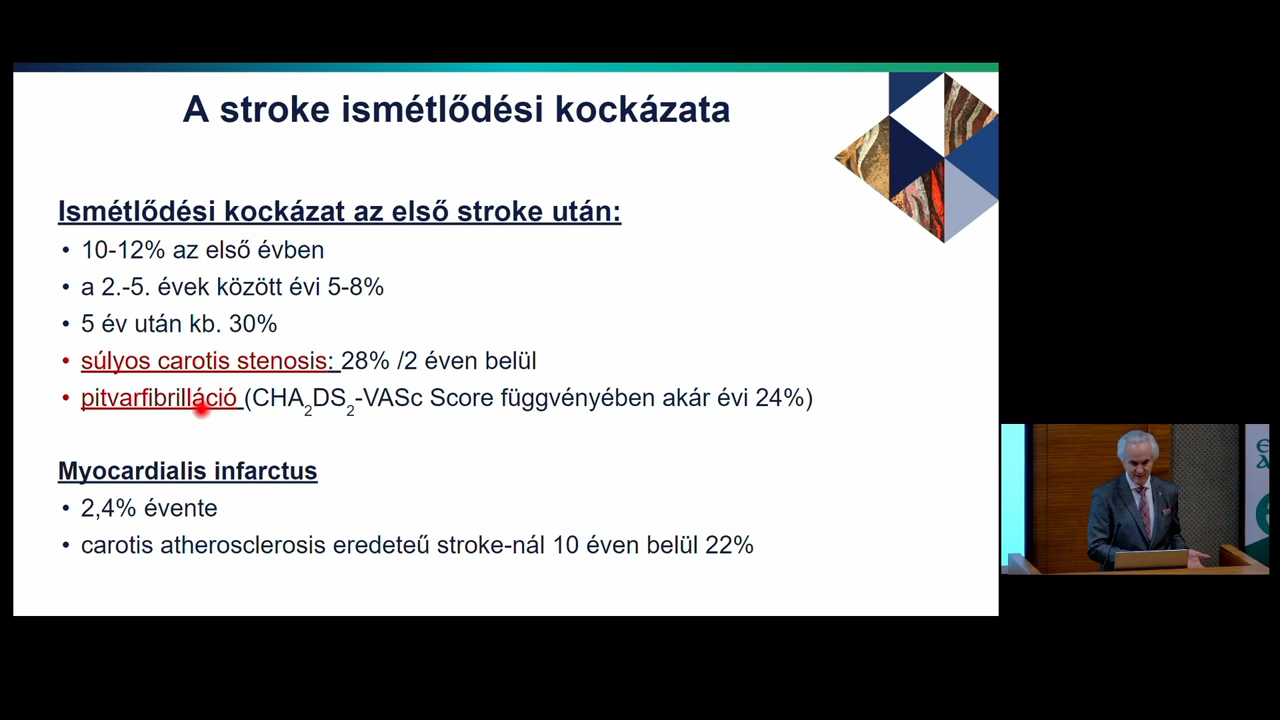 A stroke ismétlődési kockázata
Ismétlődési kockázat az első stroke után:
• 10-12% az első évben
• a 2.-5. évek között évi 5-8%
• 5 év után kb. 30%
• súlyos carotis stenosis: 28% /2 éven belül
• pitvarfibrilláció (CHA₂DS₂-VASc Score függvényében akár évi 24%)
Myocardialis infarctus
• 2,4% évente
• carotis atherosclerosis eredetű stroke-nál 10 éven belül 22%